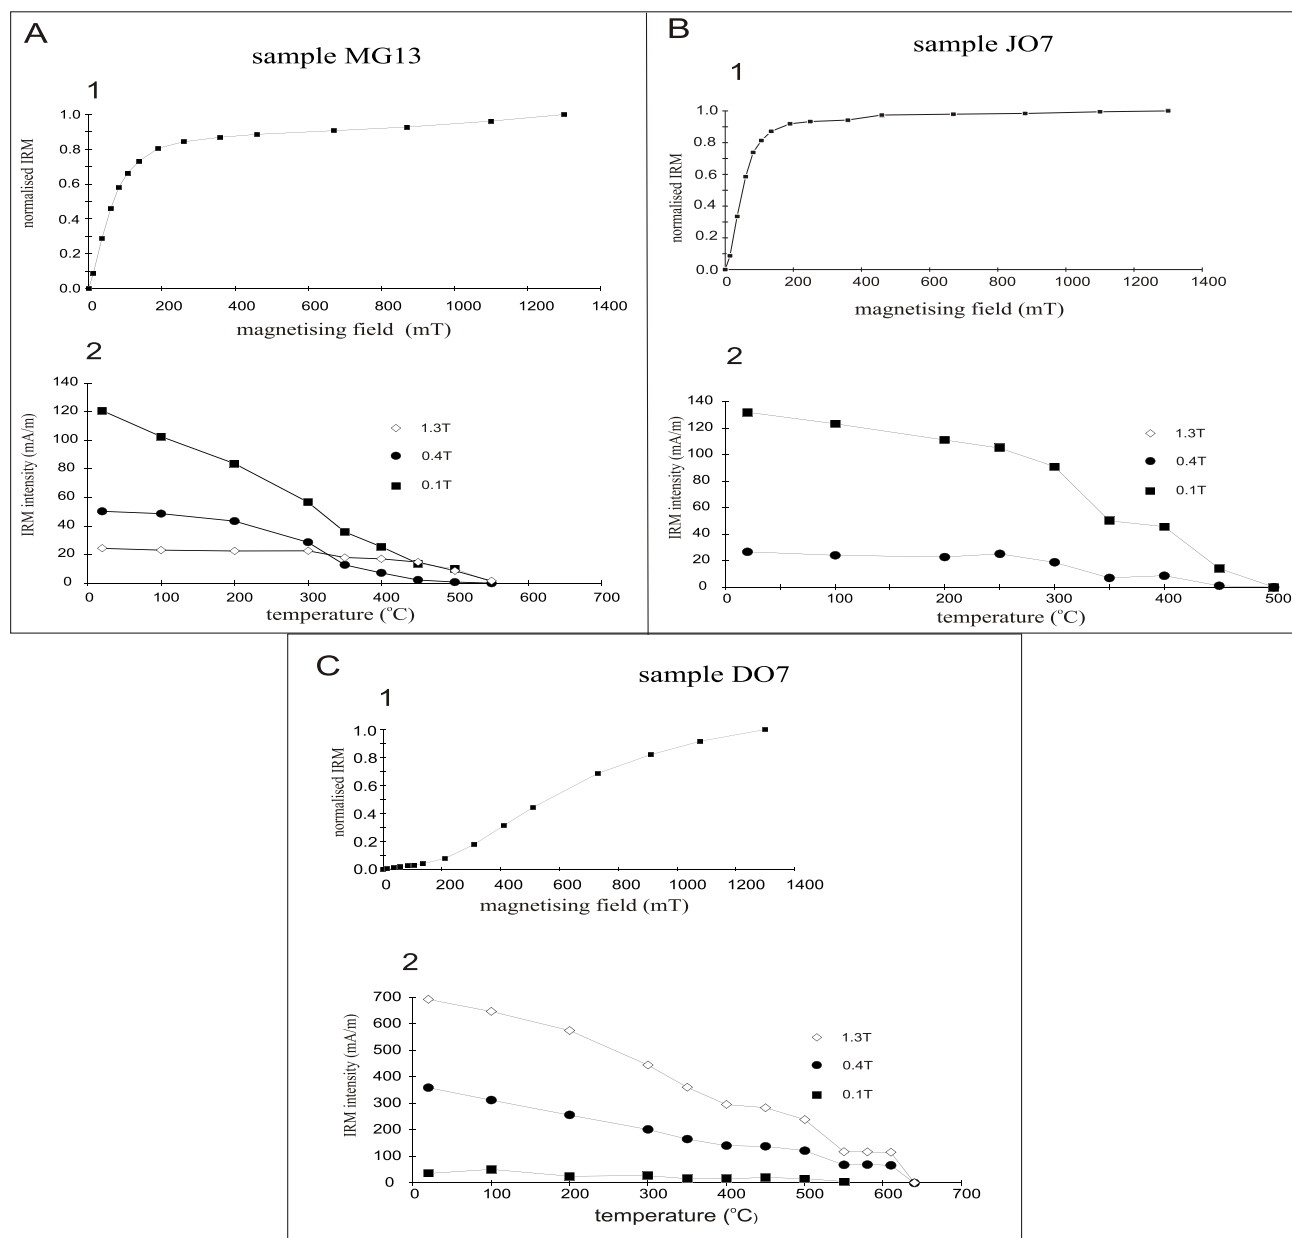 A
sample MG13
1
1.0
0.8
0.6
0.4
0.2
0.0
normalised IRM
0 200 400 600 800 1000 1200 1400
magnetising field (mT)
2
140
120
100
80
60
40
20
0
IRM intensity (mA/m)
1.3T
0.4T
0.1T
0 100 200 300 400 500 600 700
temperature (°C)
B
sample JO7
1
1.0
0.8
0.6
0.4
0.2
0.0
normalised IRM
0 200 400 600 800 1000 1200 1400
magnetising field (mT)
2
140
120
100
80
60
40
20
0
IRM intensity (mA/m)
1.3T
0.4T
0.1T
0 100 200 300 400 500
temperature (°C)
C
sample DO7
1
1.0
0.8
0.6
0.4
0.2
0.0
normalised IRM
0 200 400 600 800 1000 1200 1400
magnetising field (mT)
2
700
600
500
400
300
200
100
0
IRM intensity (mA/m)
1.3T
0.4T
0.1T
0 100 200 300 400 500 600 700
temperature (°C)